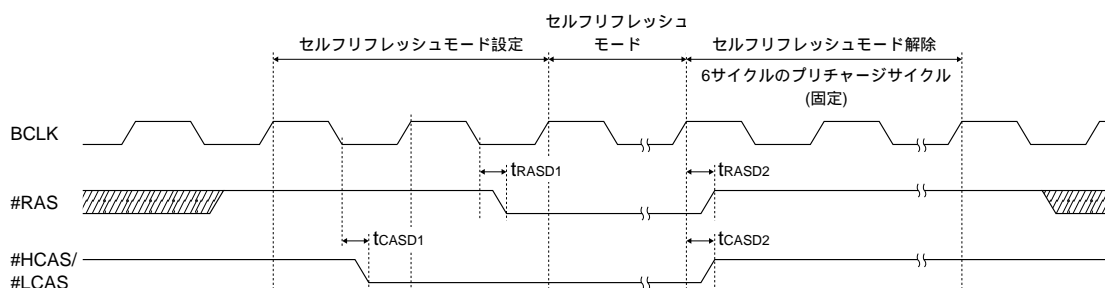 セルフリフレッシュ
モード
セルフリフレッシュモード設定
セルフリフレッシュモード解除
6サイクルのプリチャージサイクル
(固定)
BCLK
tRASD1
tRASD2
#RAS
tCASD1
tCASD2
#HCAS/
#LCAS